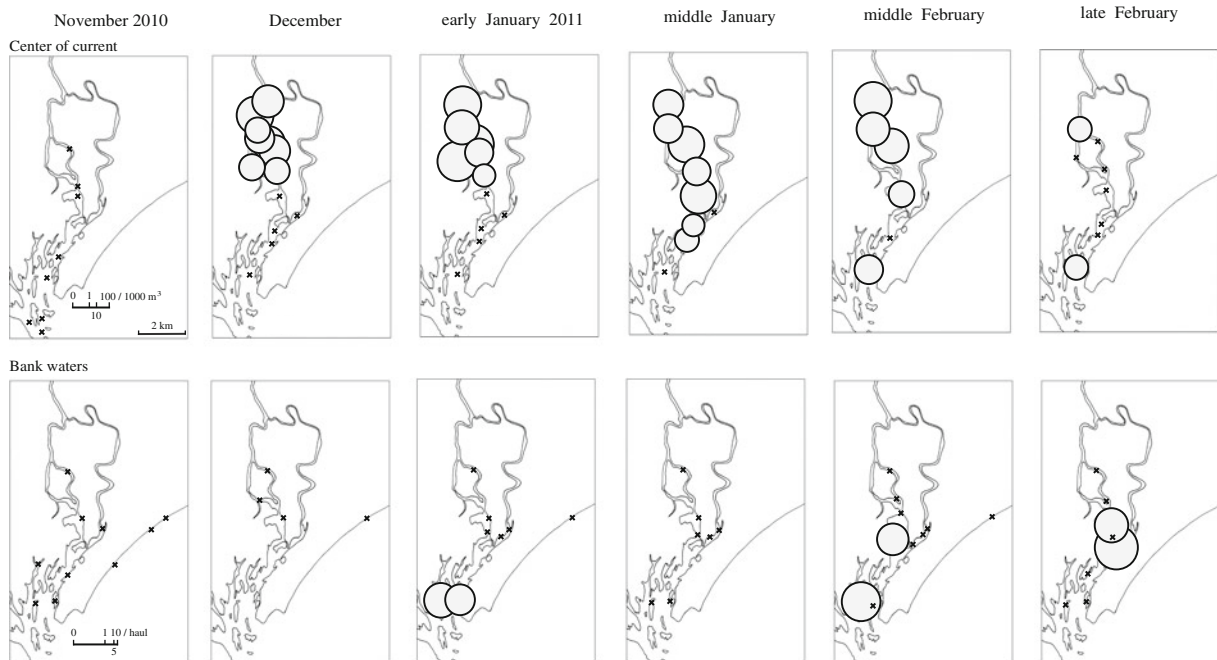 November 2010 December early January 2011 middle January middle February late February
Center of current
0 1 100 / 1000 m³
10
2 km
Bank waters
0 1 10 / haul
5